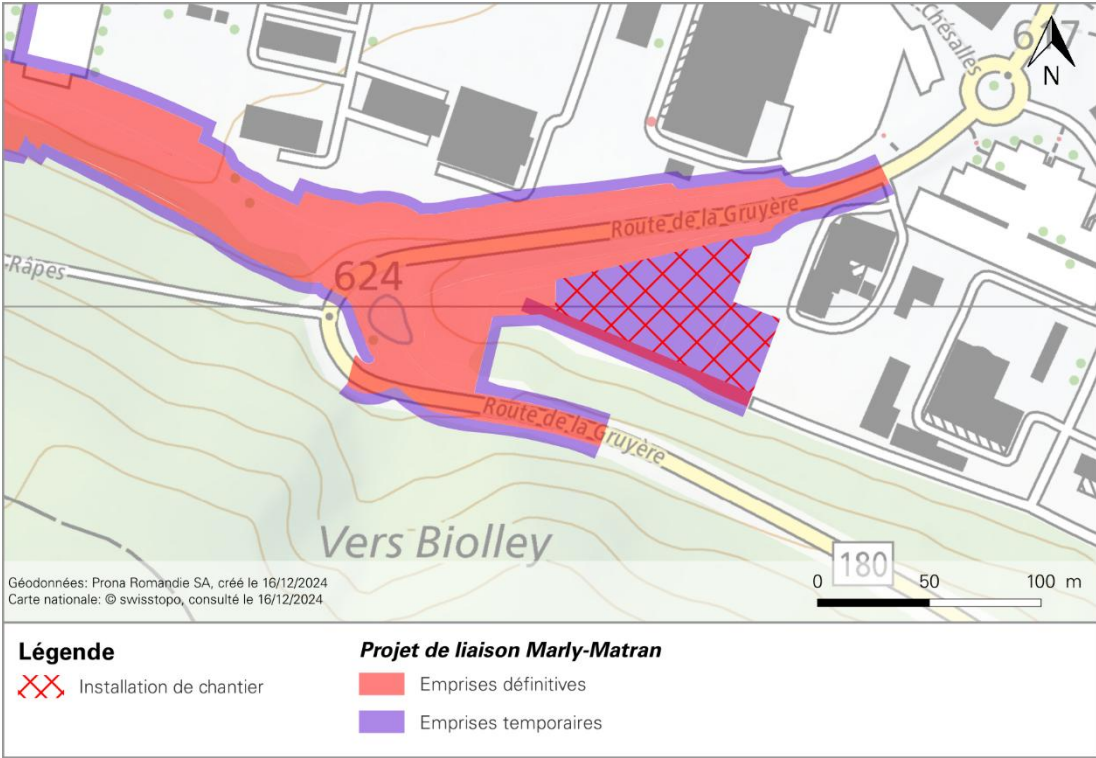 Chésalles
617
N
Route de la Gruyère
Râpes
624
Route de la Gruyère
Vers Biolley
180
Géodonnées: Prona Romandie SA, créé le 16/12/2024
Carte nationale: © swisstopo, consulté le 16/12/2024
0 50 100 m
Légende
Installation de chantier
Projet de liaison Marly-Matran
Emprises définitives
Emprises temporaires